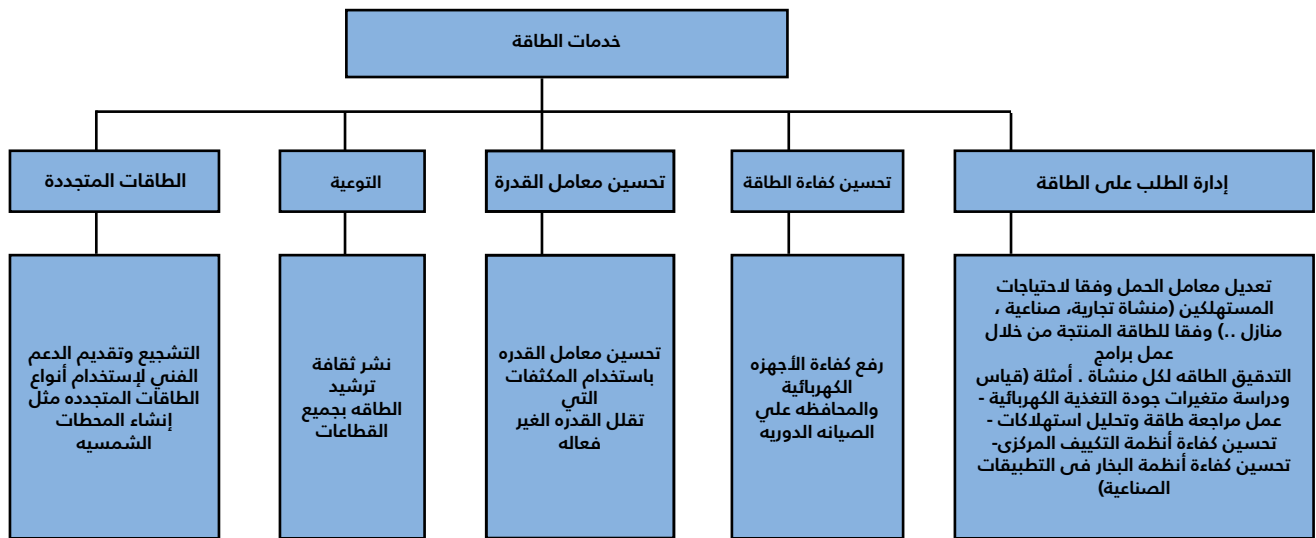 خدمات الطاقة
إدارة الطلب على الطاقة
تحسين كفاءة الطاقة
تحسين معامل القدرة
التوعية
الطاقات المتجددة
تعديل معامل الحمل وفقا لاحتياجات
المستهلكين (منشاة تجارية، صناعية ،
منازل ..) وفقا للطاقة المنتجة من خلال
عمل برامج
التدقيق الطاقه لكل منشاة . أمثلة (قياس
ودراسة متغيرات جودة التغذية الكهربائية -
عمل مراجعة طاقة وتحليل استهلاكات -
تحسين كفاءة أنظمة التكييف المركزى-
تحسين كفاءة أنظمة البخار فى التطبيقات
الصناعية)
رفع كفاءة الأجهزه
الكهربائية
والمحافظه علي
الصيانه الدوريه
تحسين معامل القدره
باستخدام المكثفات
التي
تقلل القدره الغير
فعاله
نشر ثقافة
ترشيد
الطاقه بجميع
القطاعات
التشجيع وتقديم الدعم
الفني لإستخدام أنواع
الطاقات المتجدده مثل
إنشاء المحطات
الشمسيه